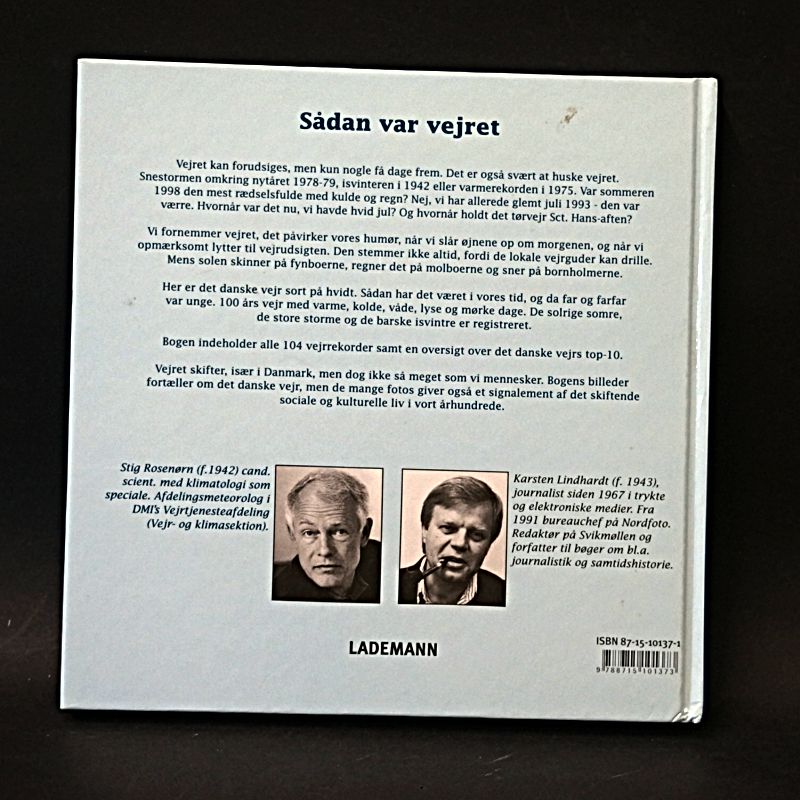 Sådan var vejret
Vejret kan forudsiges, men kun nogle få dage frem. Det er også svært at huske vejret.
Snestormen omkring nytåret 1978-79, isvinteren i 1942 eller varmerekorden i 1975. Var sommeren
1998 den mest rædselsfulde med kulde og regn? Nej, vi har allerede glemt juli 1993 - den var
værre. Hvornår var det nu, vi havde hvid jul? Og hvornår holdt det tørvejr Sct. Hans-aften?
Vi fornemmer vejret, det påvirker vores humør, når vi slår øjnene op om morgenen, og når vi
opmærksomt lytter til vejrudsigten. Den stemmer ikke altid, fordi de lokale vejrguder kan drille.
Mens solen skinner på fynboerne, regner det på molboerne og sner på bornholmerne.
Her er det danske vejr sort på hvidt. Sådan har det været i vores tid, og da far og farfar
var unge. 100 års vejr med varme, kolde, våde, lyse og mørke dage. De solrige somre,
de store storme og de barske isvintre er registreret.
Bogen indeholder alle 104 vejrrekorder samt en oversigt over det danske vejrs top-10.
Vejret skifter, især i Danmark, men dog ikke så meget som vi mennesker. Bogens billeder
fortæller om det danske vejr, men de mange fotos giver også et signalement af det skiftende
sociale og kulturelle liv i vort århundrede.
Stig Rosenørn (f.1942) cand.
scient. med klimatologi som
speciale. Afdelingsmeteorolog i
DMI's Vejrtjenesteafdeling
(Vejr- og klimasektion).
Karsten Lindhardt (f. 1943),
journalist siden 1967 i trykte
og elektroniske medier. Fra
1991 bureauchef på Nordfoto.
Redaktør på Svikmøllen og
forfatter til bøger om bl.a.
journalistik og samtidshistorie.
LADEMANN
ISBN 87-15-10137-1
9 788715 101373